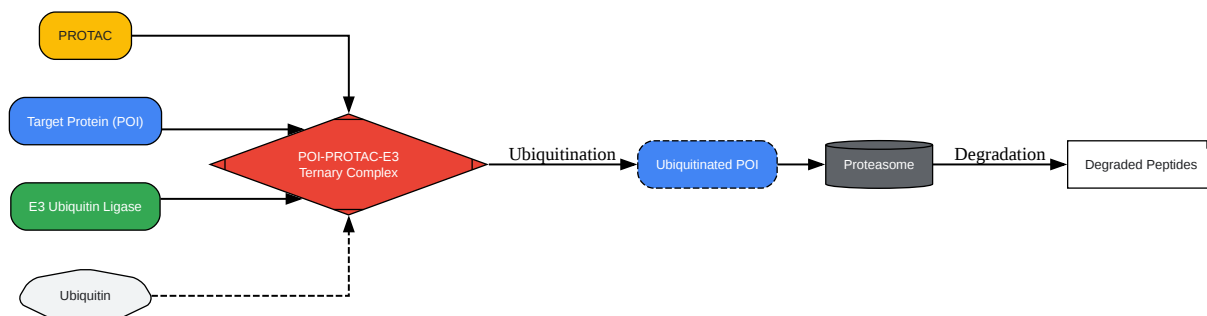 PROTAC
Target Protein (POI)
E3 Ubiquitin Ligase
Ubiquitin
POI-PROTAC-E3
Ternary Complex
Ubiquitination
Ubiquitinated POI
Proteasome
Degradation
Degraded Peptides